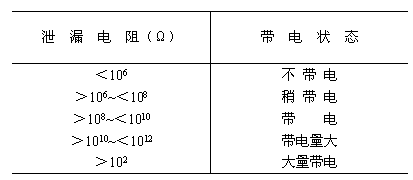 泄漏电阻(Ω) 带电状态
<10⁶ 不带电
>10⁶~<10⁸ 稍带电
>10⁸~<10¹⁰ 带电
>10¹⁰~<10¹² 带电量大
>10² 大量带电